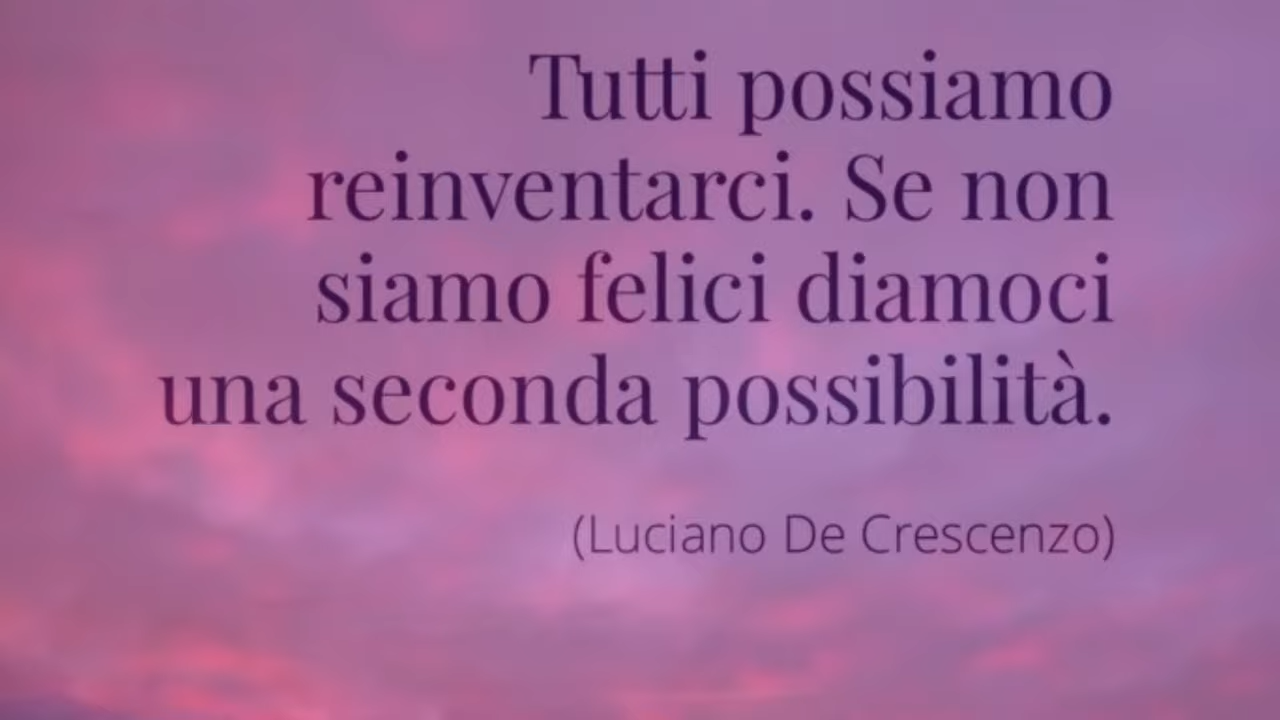 Tutti possiamo
reinventarci. Se non
siamo felici diamoci
una seconda possibilità.
(Luciano De Crescenzo)